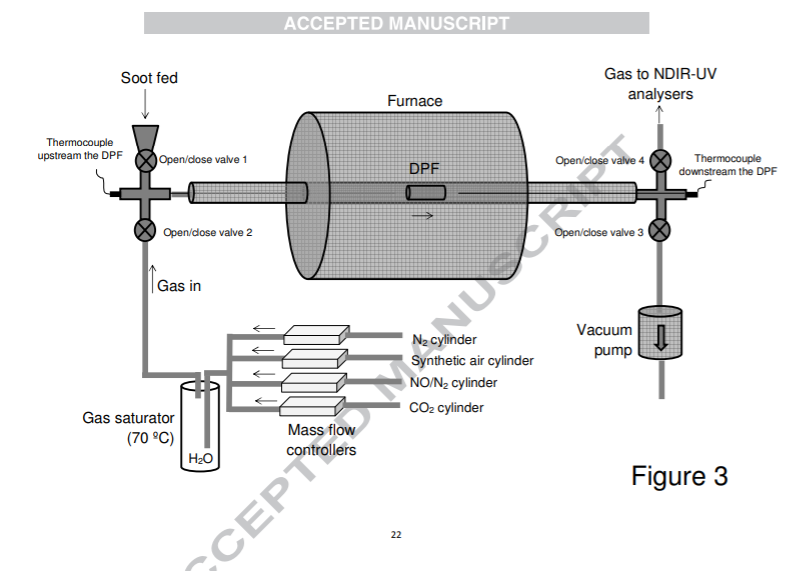 ACCEPTED MANUSCRIPT
Soot fed
Gas to NDIR-UV
analysers
Furnace
Thermocouple
upstream the DPF
Open/close valve 1
DPF
Open/close valve 4
Thermocouple
downstream the DPF
Open/close valve 2
Open/close valve 3
Gas in
N₂ cylinder
Synthetic air cylinder
NO/N₂ cylinder
CO₂ cylinder
Mass flow
controllers
Vacuum
pump
Gas saturator
(70 ºC)
H₂O
Figure 3
22
ACCEPTED MANUSCRIPT